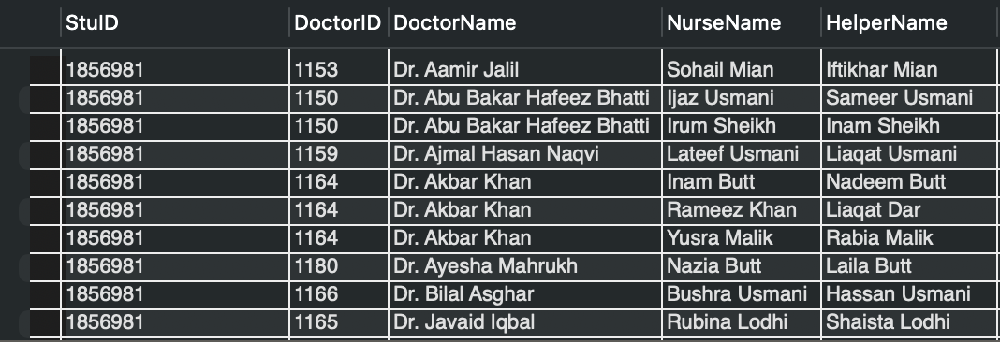 StuID DoctorID DoctorName NurseName HelperName
1856981 1153 Dr. Aamir Jalil Sohail Mian Iftikhar Mian
1856981 1150 Dr. Abu Bakar Hafeez Bhatti Ijaz Usmani Sameer Usmani
1856981 1150 Dr. Abu Bakar Hafeez Bhatti Irum Sheikh Inam Sheikh
1856981 1159 Dr. Ajmal Hasan Naqvi Lateef Usmani Liaqat Usmani
1856981 1164 Dr. Akbar Khan Inam Butt Nadeem Butt
1856981 1164 Dr. Akbar Khan Rameez Khan Liaqat Dar
1856981 1164 Dr. Akbar Khan Yusra Malik Rabia Malik
1856981 1180 Dr. Ayesha Mahrukh Nazia Butt Laila Butt
1856981 1166 Dr. Bilal Asghar Bushra Usmani Hassan Usmani
1856981 1165 Dr. Javaid Iqbal Rubina Lodhi Shaista Lodhi